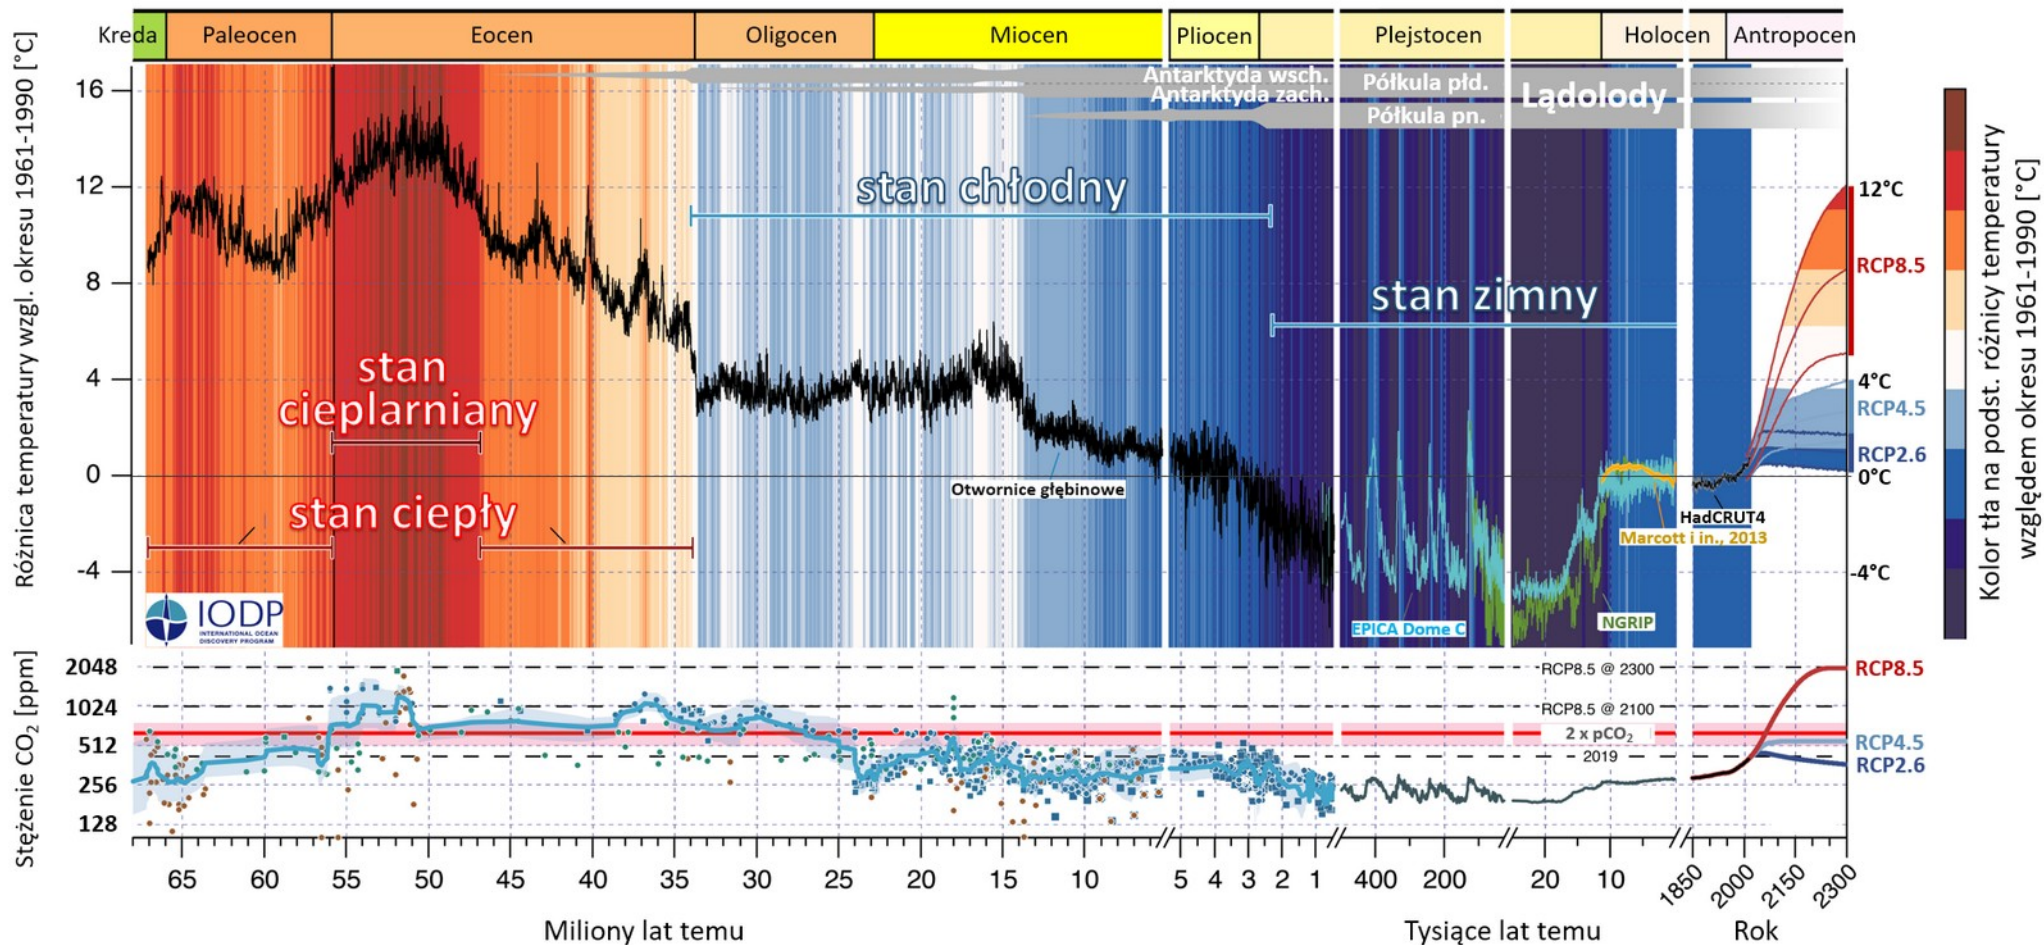 Kreda
Paleocen
Eocen
Oligocen
Miocen
Pliocen
Plejstocen
Holocen
Antropocen
Różnica temperatury wzgl. okresu 1961-1990 [°C]
16
12
8
4
0
-4
Antarktyda wsch.
Antarktyda zach.
Półkula płd.
Półkula pn.
Lądolody
stan chłodny
stan zimny
stan
cieplarniany
stan ciepły
Otwornice głębinowe
EPICA Dome C
NGRIP
HadCRUT4
Marcott i in., 2013
IODP
INTERNATIONAL OCEAN
DISCOVERY PROGRAM
12°C
RCP8.5
4°C
RCP4.5
RCP2.6
0°C
-4°C
Kolor tła na podst. różnicy temperatury
względem okresu 1961-1990 [°C]
Stężenie CO₂ [ppm]
2048
1024
512
256
128
RCP8.5 @ 2300
RCP8.5 @ 2100
2 x pCO₂
2019
RCP8.5
RCP4.5
RCP2.6
65 60 55 50 45 40 35 30 25 20 15 10 5 4 3 2 1 400 200 20 10 1850 2000 2150 2300
Miliony lat temu
Tysiące lat temu
Rok